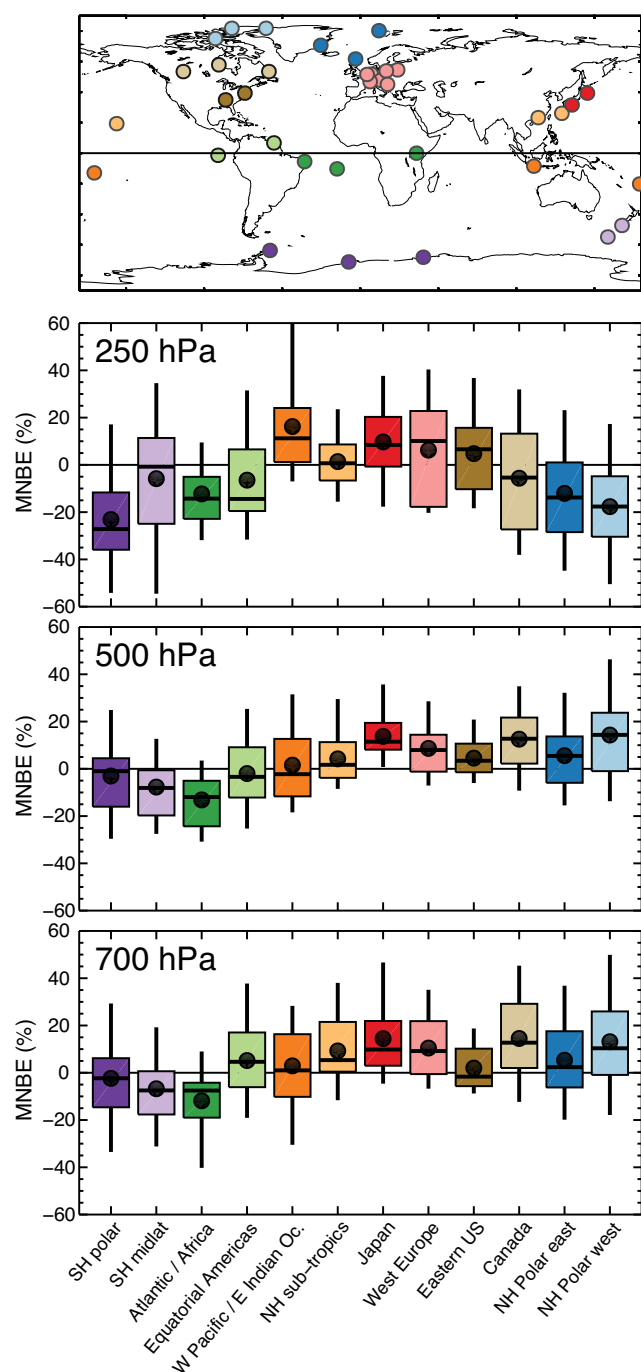 60
250 hPa
40
20
0
−20
−40
−60
MNBE (%)
60
500 hPa
40
20
0
−20
−40
−60
MNBE (%)
60
700 hPa
40
20
0
−20
−40
−60
MNBE (%)
SH polar
SH midlat
Atlantic / Africa
Equatorial Americas
W Pacific / E Indian Oc.
NH sub−tropics
Japan
West Europe
Eastern US
Canada
NH Polar east
NH Polar west